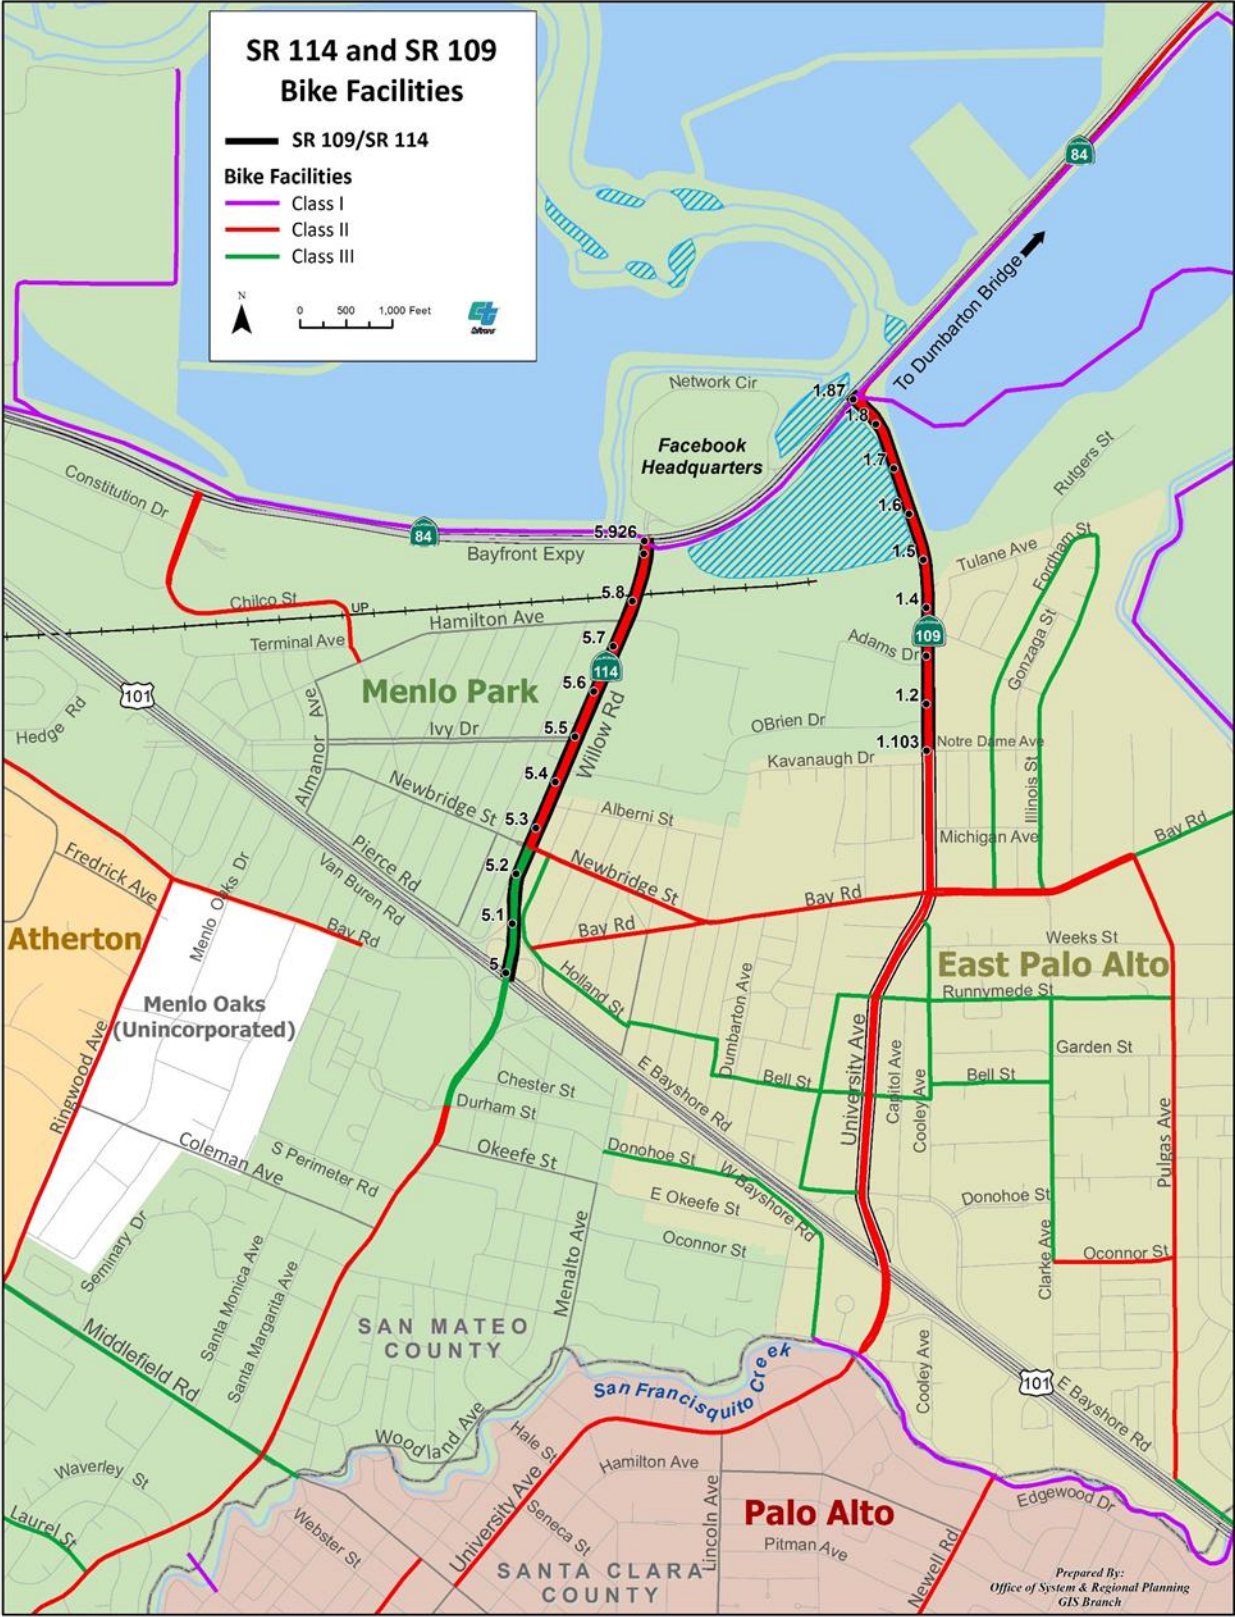 SR 114 and SR 109
Bike Facilities
SR 109/SR 114
Bike Facilities
Class I
Class II
Class III
N
0 500 1,000 Feet
Caltrans
84
To Dumbarton Bridge
Network Cir
1.87
1.8
Facebook
Headquarters
1.7
Rutgers St
Constitution Dr
1.6
84
5.926
Bayfront Expy
1.5
Tulane Ave
Fordham St
5.8
1.4
Chilco St
UP
Hamilton Ave
Terminal Ave
5.7
109
Adams Dr
Gonzaga St
114
101
Menlo Park
5.6
1.2
Hedge Rd
Almanor Ave
Ivy Dr
5.5
Willow Rd
OBrien Dr
1.103
Notre Dame Ave
Kavanaugh Dr
5.4
Newbridge St
Illinois St
5.3
Alberni St
Michigan Ave
Bay Rd
Pierce Rd
Fredrick Ave
Menlo Oaks Dr
Van Buren Rd
5.2
Newbridge St
Bay Rd
5.1
Bay Rd
Bay Rd
Atherton
Weeks St
East Palo Alto
5
Holland St
Runnymede St
Menlo Oaks
(Unincorporated)
Dumbarton Ave
University Ave
Ringwood Ave
Garden St
E Bayshore Rd
Chester St
Bell St
Capitol Ave
Cooley Ave
Bell St
Durham St
Pulgas Ave
Coleman Ave
S Perimeter Rd
Okeefe St
Donohoe St
W Bayshore Rd
E Okeefe St
Donohoe St
Seminary Dr
Santa Monica Ave
Santa Margarita Ave
Menalto Ave
Oconnor St
Clarke Ave
Oconnor St
Middlefield Rd
SAN MATEO
COUNTY
San Francisquito Creek
Cooley Ave
101
E Bayshore Rd
Woodland Ave
Hale St
Waverley St
Hamilton Ave
University Ave
Lincoln Ave
Edgewood Dr
Laurel St
Webster St
Seneca St
Palo Alto
Pitman Ave
Newell Rd
SANTA CLARA
COUNTY
Prepared By:
Office of System & Regional Planning
GIS Branch